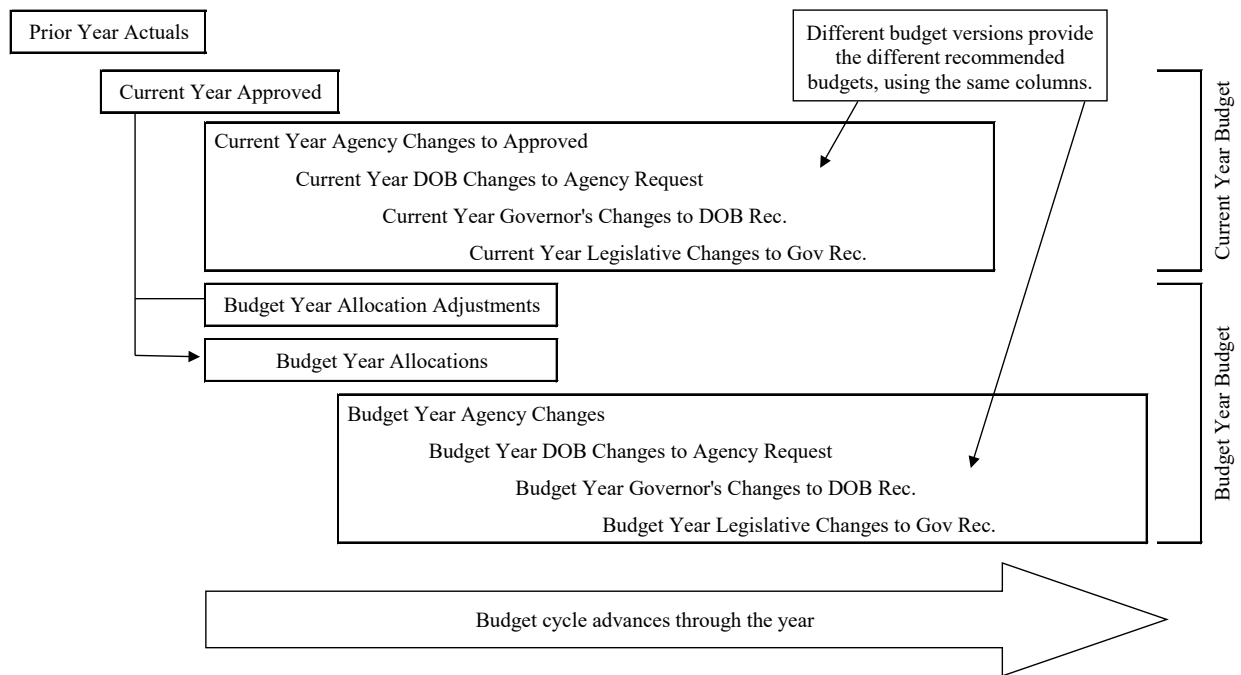 Prior Year Actuals
Different budget versions provide
the different recommended
budgets, using the same columns.
Current Year Approved
Current Year Agency Changes to Approved
Current Year DOB Changes to Agency Request
Current Year Governor's Changes to DOB Rec.
Current Year Legislative Changes to Gov Rec.
Current Year Budget
Budget Year Allocation Adjustments
Budget Year Allocations
Budget Year Agency Changes
Budget Year DOB Changes to Agency Request
Budget Year Governor's Changes to DOB Rec.
Budget Year Legislative Changes to Gov Rec.
Budget Year Budget
Budget cycle advances through the year